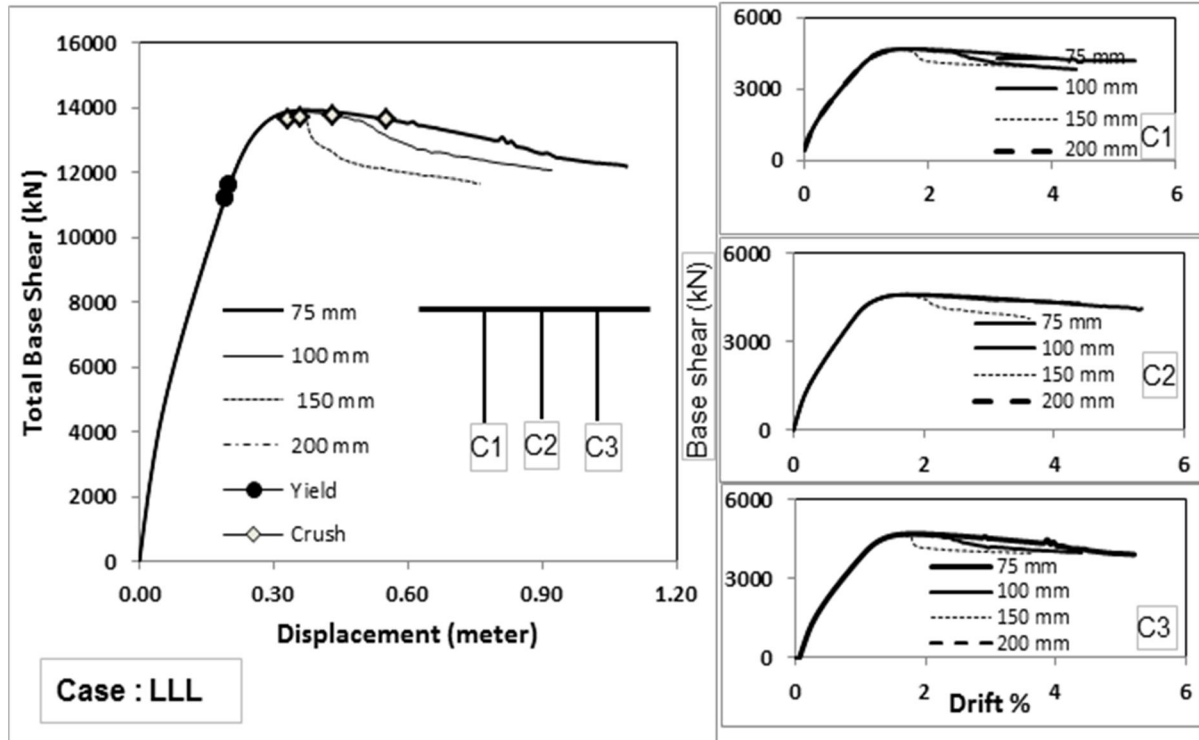 Total Base Shear (kN)
16000
14000
12000
10000
8000
6000
4000
2000
0
0.00 0.30 0.60 0.90 1.20
Displacement (meter)
75 mm
100 mm
150 mm
200 mm
Yield
Crush
C1 C2 C3
Case : LLL
Base shear (kN)
6000
3000
0
0 2 4 6
75 mm
100 mm
150 mm
200 mm
C1
6000
3000
0
0 2 4 6
75 mm
100 mm
150 mm
200 mm
C2
6000
3000
0
0 2 4 6
75 mm
100 mm
150 mm
200 mm
C3
Drift %